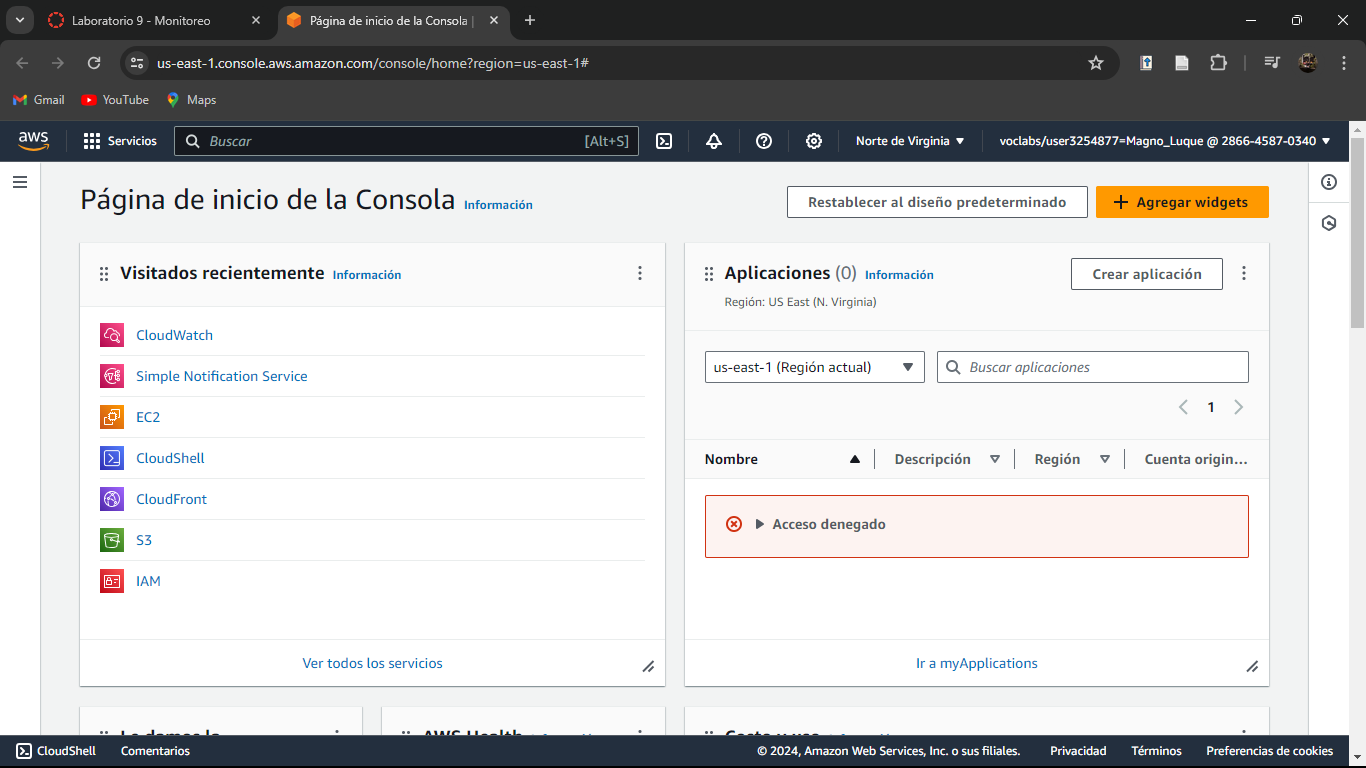 Laboratorio 9 - Monitoreo
Página de inicio de la Consola |
us-east-1.console.aws.amazon.com/console/home?region=us-east-1#
Gmail
YouTube
Maps
aws
Servicios
Buscar
[Alt+S]
Norte de Virginia
voclabs/user3254877=Magno_Luque @ 2866-4587-0340
Página de inicio de la Consola
Información
Restablecer al diseño predeterminado
Agregar widgets
Visitados recientemente
Información
CloudWatch
Simple Notification Service
EC2
CloudShell
CloudFront
S3
IAM
Ver todos los servicios
Aplicaciones (0)
Información
Crear aplicación
Región: US East (N. Virginia)
us-east-1 (Región actual)
Buscar aplicaciones
1
Nombre
Descripción
Región
Cuenta origin...
Acceso denegado
Ir a myApplications
AWS Health
CloudShell
Comentarios
© 2024, Amazon Web Services, Inc. o sus filiales.
Privacidad
Términos
Preferencias de cookies